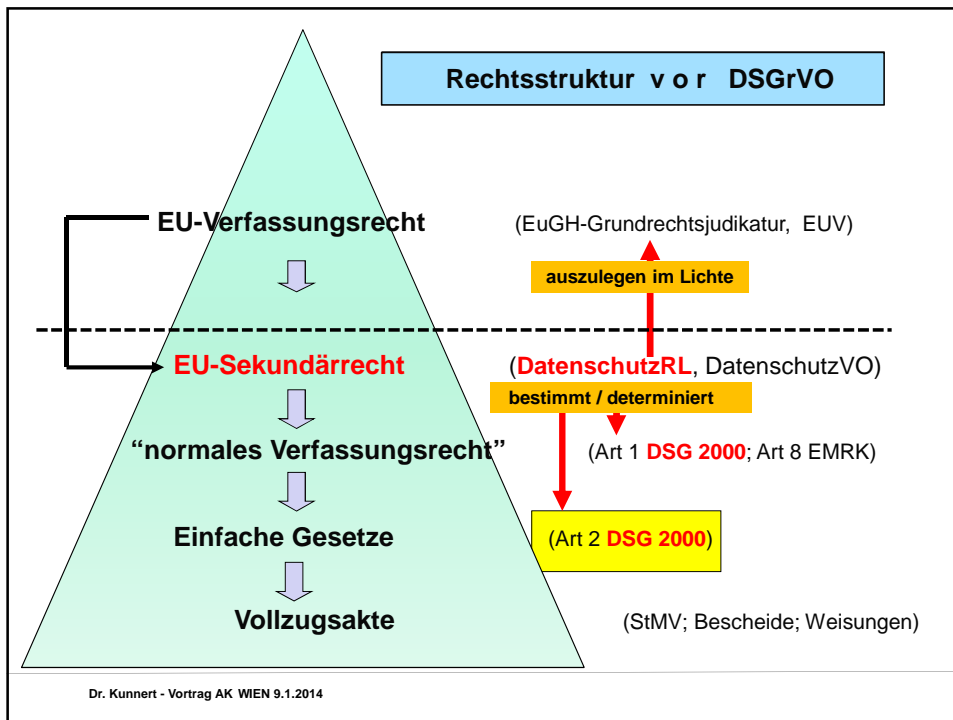 Rechtsstruktur v o r DSGrVO
EU-Verfassungsrecht
(EuGH-Grundrechtsjudikatur, EUV)
auszulegen im Lichte
EU-Sekundärrecht
(DatenschutzRL, DatenschutzVO)
bestimmt / determiniert
“normales Verfassungsrecht”
(Art 1 DSG 2000; Art 8 EMRK)
Einfache Gesetze
(Art 2 DSG 2000)
Vollzugsakte
(StMV; Bescheide; Weisungen)
Dr. Kunnert - Vortrag AK WIEN 9.1.2014